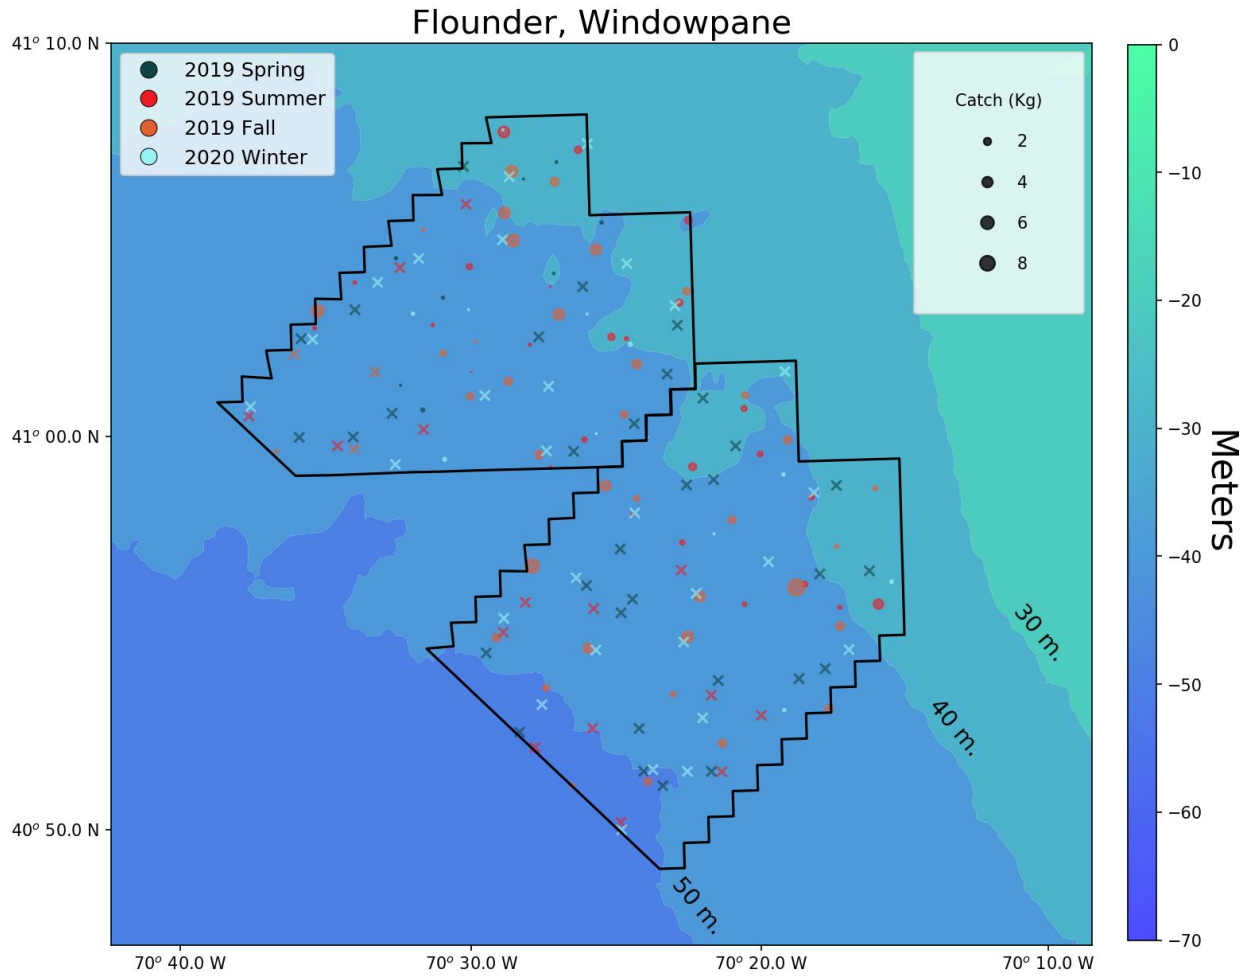 Flounder, Windowpane
41° 10.0 N
41° 00.0 N
40° 50.0 N
2019 Spring
2019 Summer
2019 Fall
2020 Winter
Catch (Kg)
2
4
6
8
30 m.
40 m.
50 m.
70° 40.0 W
70° 30.0 W
70° 20.0 W
70° 10.0 W
0
−10
−20
−30
−40
−50
−60
−70
Meters